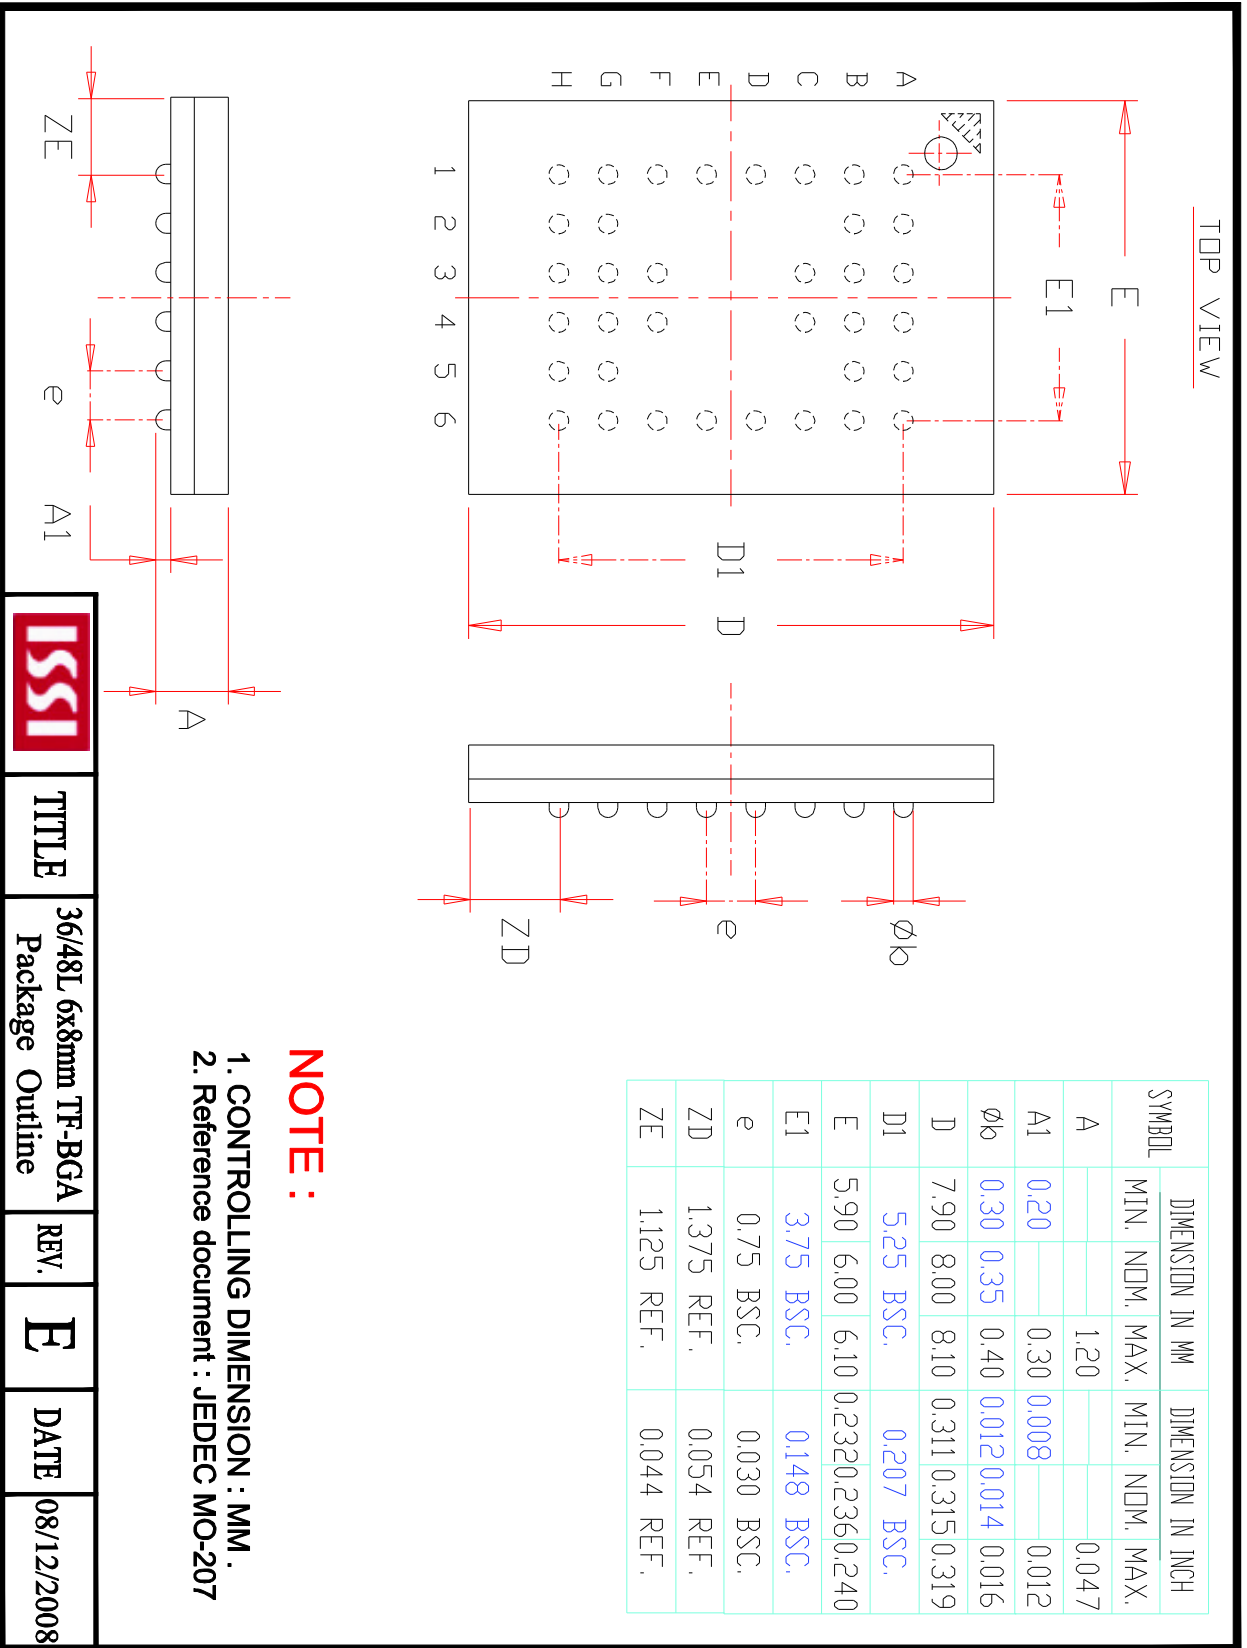 TOP VIEW
E
E1
A
B
C
D
E
F
G
H
1 2 3 4 5 6
D1
D
ZE
e
A1
A
Øb
e
ZD
SYMBOL DIMENSION IN MM DIMENSION IN INCH
MIN. NOM. MAX. MIN. NOM. MAX.
A 1.20 0.047
A1 0.20 0.30 0.008 0.012
Øb 0.30 0.35 0.40 0.012 0.014 0.016
D 7.90 8.00 8.10 0.311 0.315 0.319
D1 5.25 BSC. 0.207 BSC.
E 5.90 6.00 6.10 0.232 0.236 0.240
E1 3.75 BSC. 0.148 BSC.
e 0.75 BSC. 0.030 BSC.
ZD 1.375 REF. 0.054 REF.
ZE 1.125 REF. 0.044 REF.
NOTE :
1. CONTROLLING DIMENSION : MM .
2. Reference document : JEDEC MO-207
ISSI
TITLE
36/48L 6x8mm TF-BGA
Package Outline
REV.
E
DATE
08/12/2008